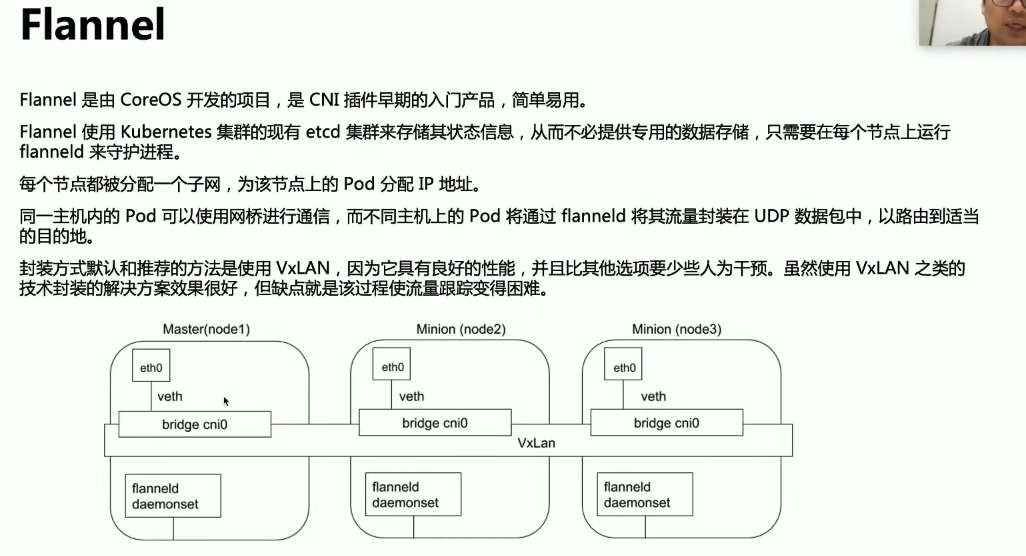 Flannel
Flannel 是由 CoreOS 开发的项目，是 CNI 插件早期的入门产品，简单易用。
Flannel 使用 Kubernetes 集群的现有 etcd 集群来存储其状态信息，从而不必提供专用的数据存储，只需要在每个节点上运行
flanneld 来守护进程。
每个节点都被分配一个子网，为该节点上的 Pod 分配 IP 地址。
同一主机内的 Pod 可以使用网桥进行通信，而不同主机上的 Pod 将通过 flanneld 将其流量封装在 UDP 数据包中，以路由到适当
的目的地。
封装方式默认和推荐的方法是使用 VxLAN，因为它具有良好的性能，并且比其他选项要少些人为干预。虽然使用 VxLAN 之类的
技术封装的解决方案效果很好，但缺点就是该过程使流量跟踪变得困难。
Master(node1)
Minion (node2)
Minion (node3)
eth0
eth0
eth0
veth
veth
veth
bridge cni0
bridge cni0
bridge cni0
VxLan
flanneld
daemonset
flanneld
daemonset
flanneld
daemonset